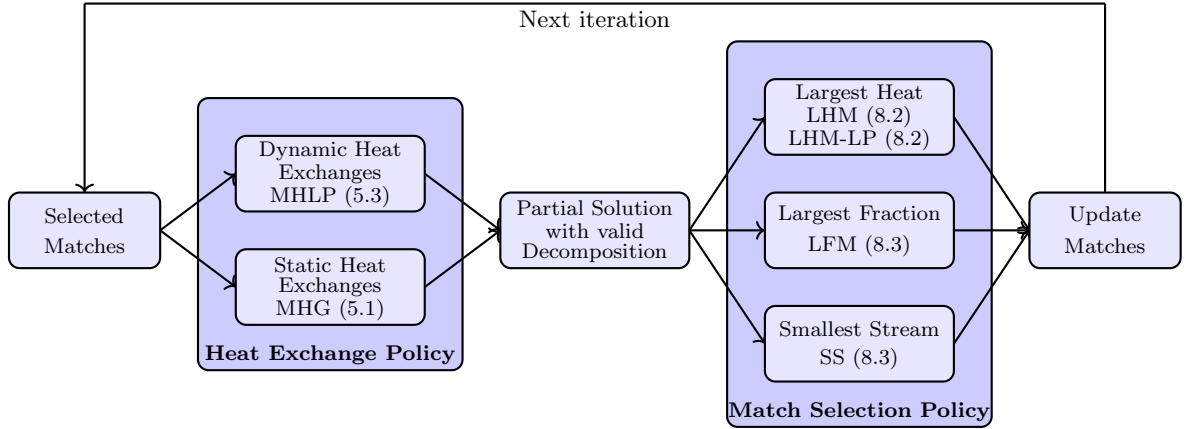 Next iteration
Selected
Matches
Dynamic Heat
Exchanges
MHLP (5.3)
Static Heat
Exchanges
MHG (5.1)
Heat Exchange Policy
Partial Solution
with valid
Decomposition
Largest Heat
LHM (8.2)
LHM-LP (8.2)
Largest Fraction
LFM (8.3)
Smallest Stream
SS (8.3)
Match Selection Policy
Update
Matches